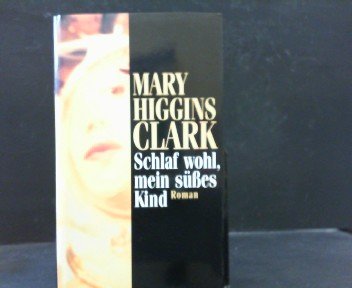 MARY
HIGGINS
CLARK
Schlaf wohl,
mein süßes
Kind Roman